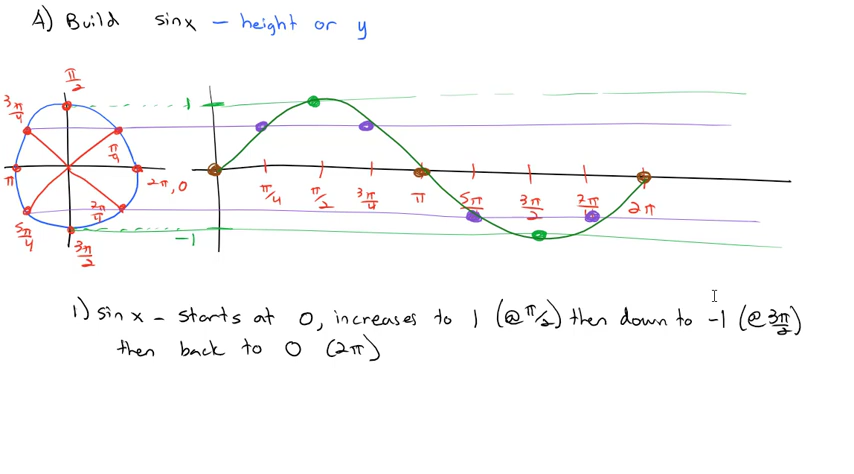 A) Build sinx – height or y
π/2
3π/4
π/4
π
2π, 0
5π/4
7π/4
3π/2
1
-1
π/4 π/2 3π/4 π 5π/4 3π/2 7π/4 2π
1) sinx – starts at 0, increases to 1 (@ π/2) then down to -1 (@ 3π/2)
then back to 0 (2π)